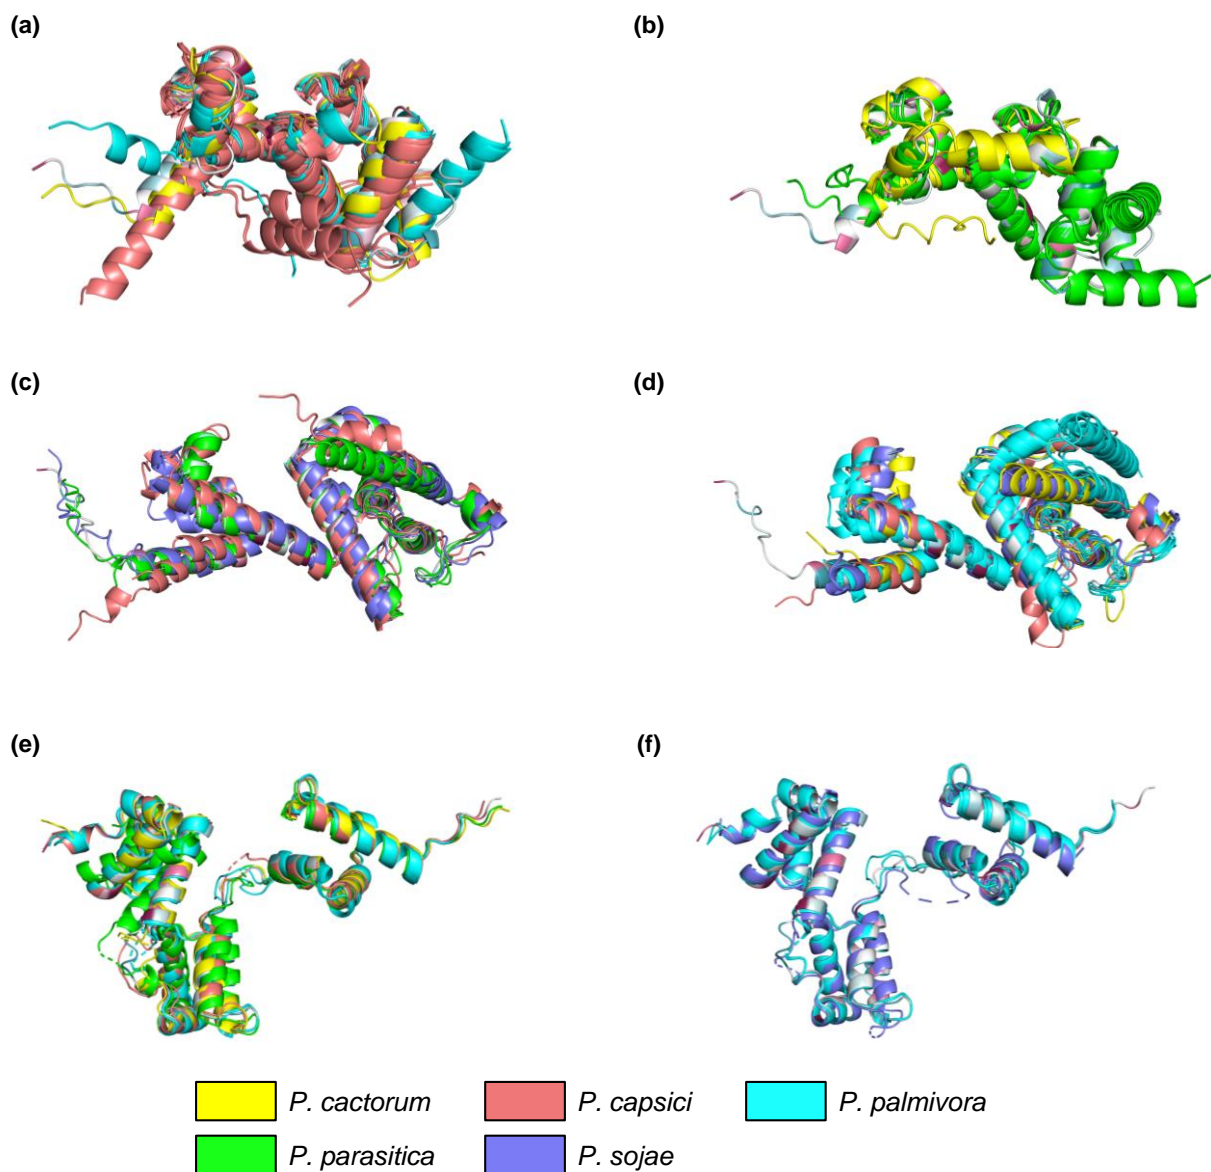 (a) (b)
(c) (d)
(e) (f)
P. cactorum P. capsici P. palmivora
P. parasitica P. sojae